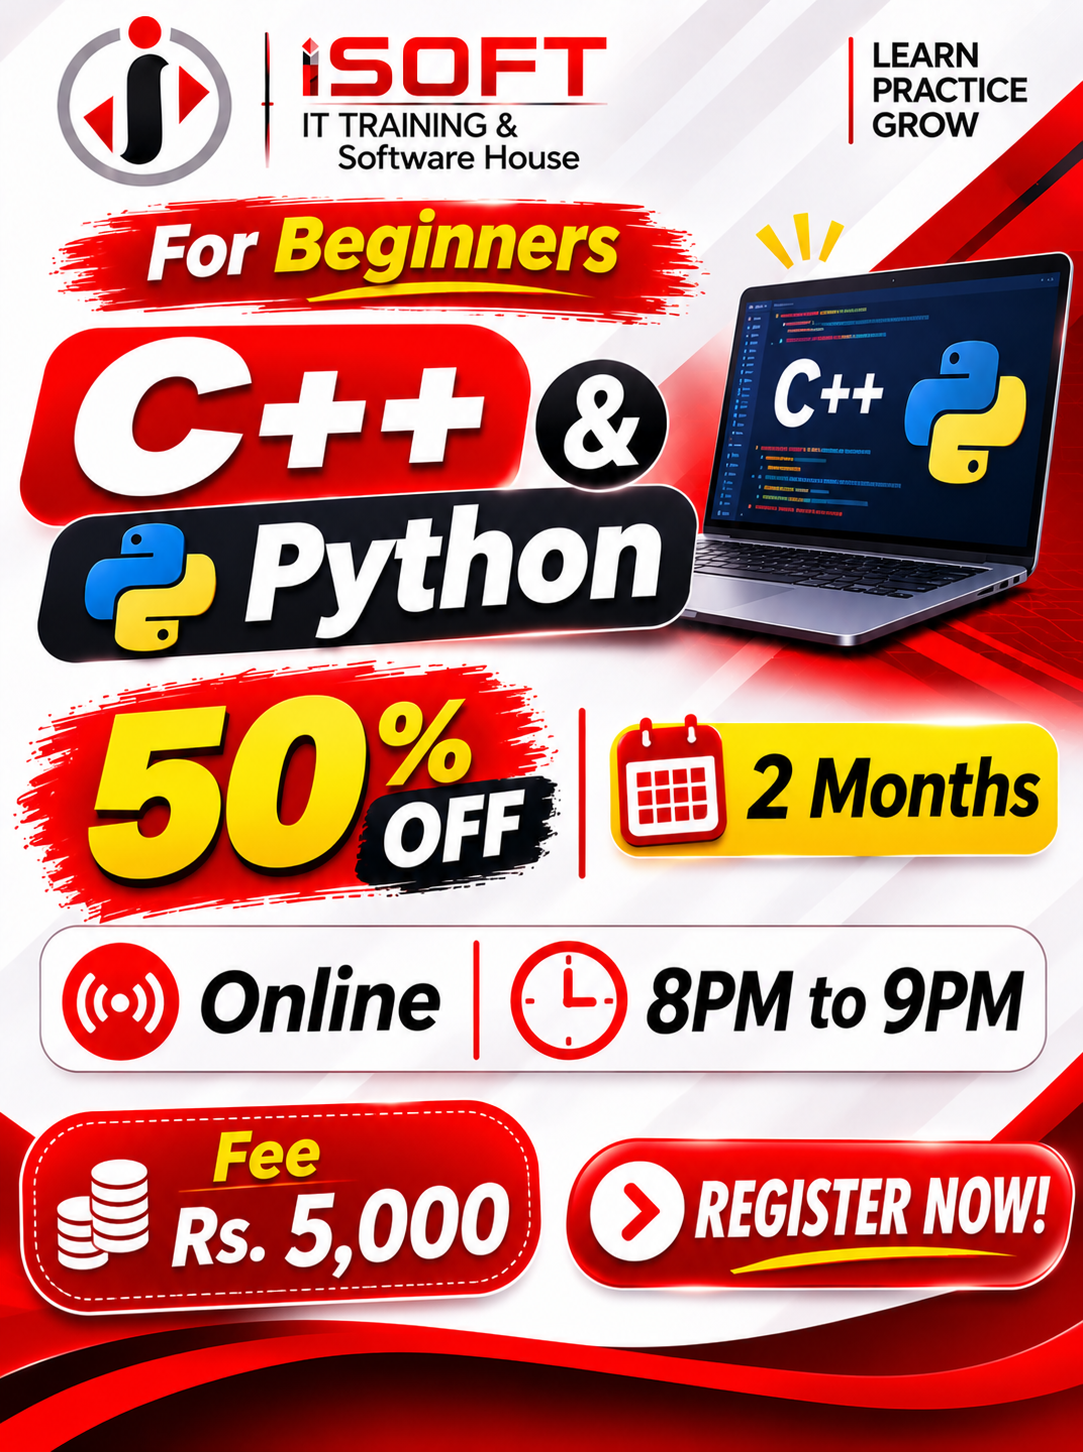 iSOFT
IT TRAINING &
Software House
LEARN
PRACTICE
GROW
For Beginners
C++ &
Python
C++
50% OFF
2 Months
Online
8PM to 9PM
Fee
Rs. 5,000
REGISTER NOW!